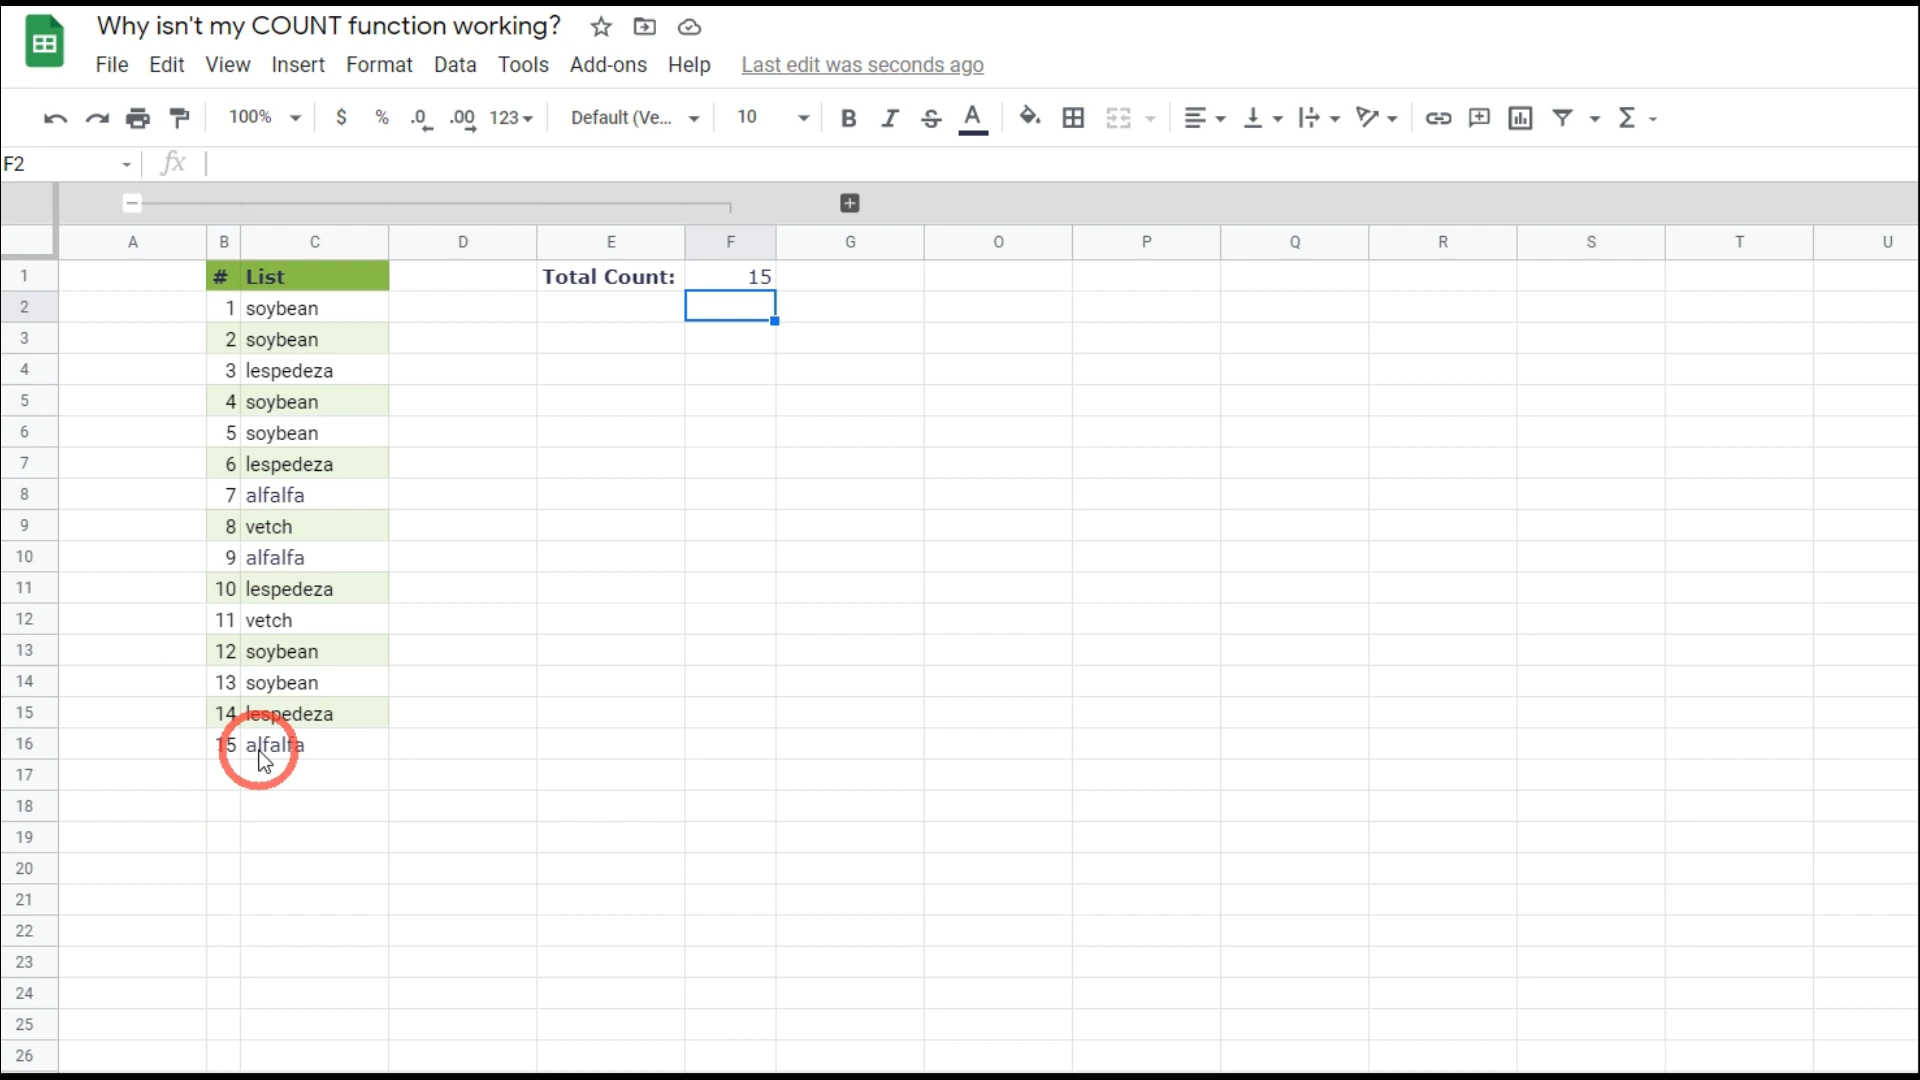 Why isn't my COUNT function working?
File Edit View Insert Format Data Tools Add-ons Help Last edit was seconds ago
100% $ % .0 .00 123 Default (Ve... 10 B I S A Σ
F2 fx
A B C D E F G O P Q R S T U
1 # List Total Count: 15
2 1 soybean
3 2 soybean
4 3 lespedeza
5 4 soybean
6 5 soybean
7 6 lespedeza
8 7 alfalfa
9 8 vetch
10 9 alfalfa
11 10 lespedeza
12 11 vetch
13 12 soybean
14 13 soybean
15 14 lespedeza
16 15 alfalfa
17
18
19
20
21
22
23
24
25
26